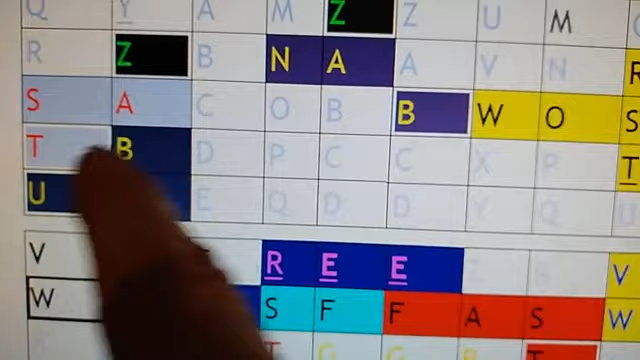 Q Y A M Z Z U M
R Z B N A A V N R
S A C O B B W O S
T B D P C C X P T
U E Q D D Y Q U
V R E E V
W S F F A S W